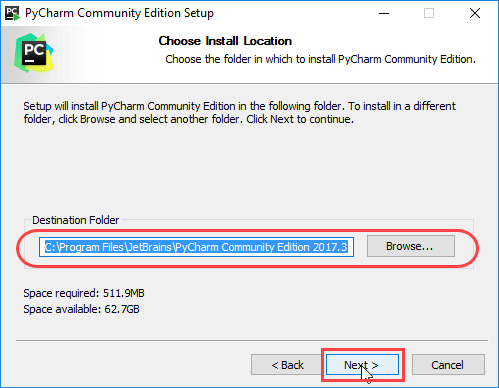 PyCharm Community Edition Setup
PC
Choose Install Location
Choose the folder in which to install PyCharm Community Edition.
Setup will install PyCharm Community Edition in the following folder. To install in a different
folder, click Browse and select another folder. Click Next to continue.
Destination Folder
C:\Program Files\JetBrains\PyCharm Community Edition 2017.3
Browse...
Space required: 511.9MB
Space available: 62.7GB
< Back
Next >
Cancel